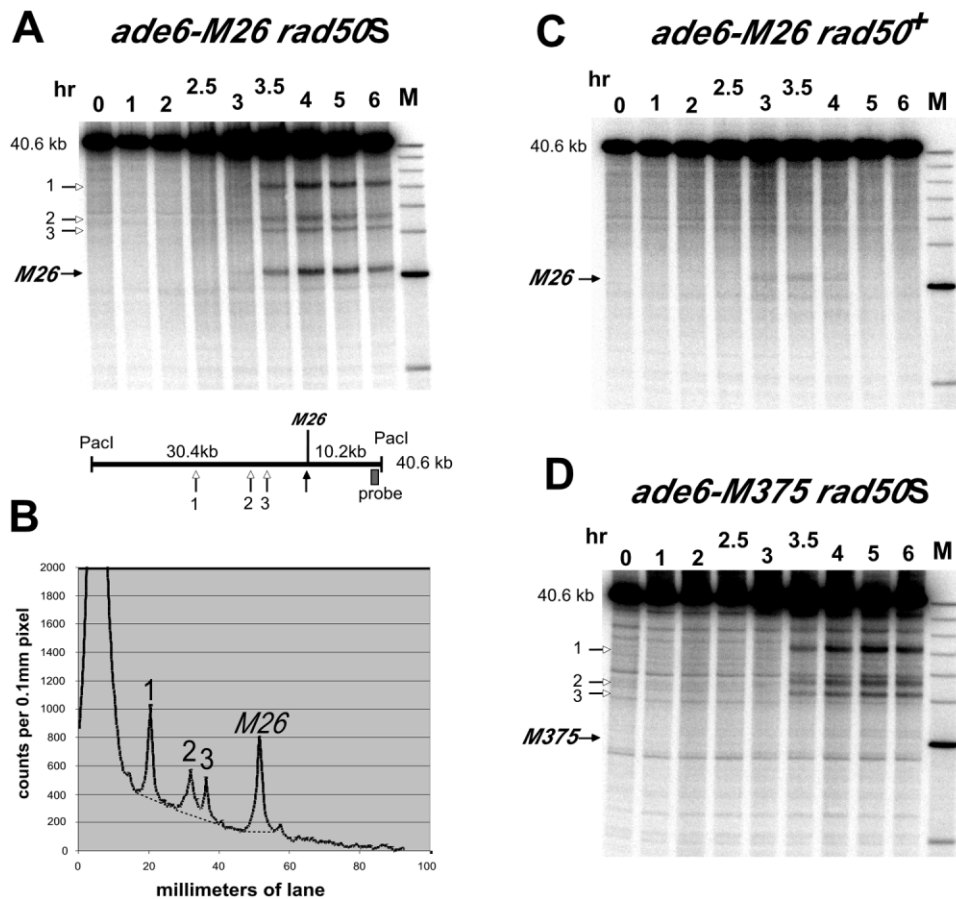 A
ade6-M26 rad50S
hr 0 1 2 2.5 3 3.5 4 5 6 M
40.6 kb
1
2
3
M26
PacI
30.4kb
M26
10.2kb
PacI
40.6 kb
1
2
3
probe
B
counts per 0.1mm pixel
2000
1800
1600
1400
1200
1000
800
600
400
200
0
1
2
3
M26
0 20 40 60 80 100
millimeters of lane
C
ade6-M26 rad50+
hr 0 1 2 2.5 3 3.5 4 5 6 M
40.6 kb
M26
D
ade6-M375 rad50S
hr 0 1 2 2.5 3 3.5 4 5 6 M
40.6 kb
1
2
3
M375